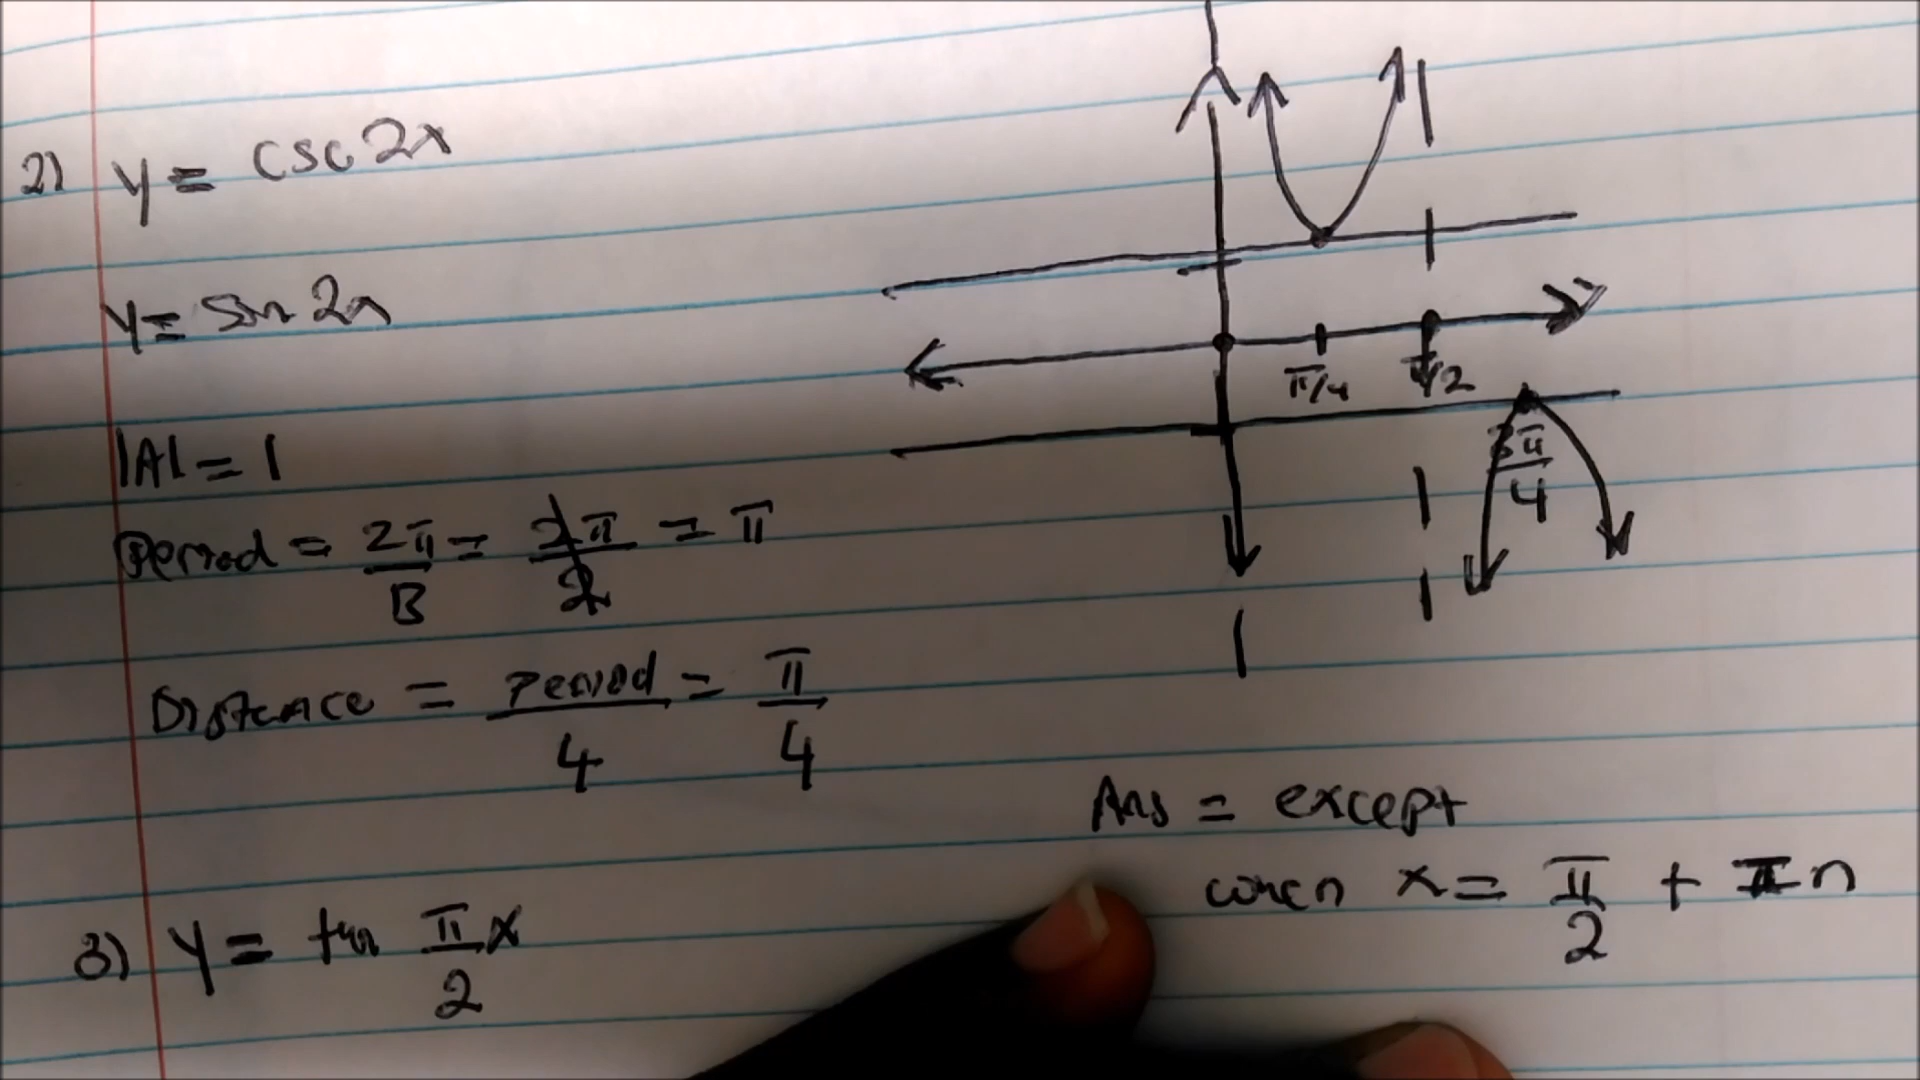 2) y = csc 2x
y = sin 2x
|A| = 1
Period = 2π/B = 2π/2 = π
Distance = Period/4 = π/4
π/4 π/2
3π/4
Ans = except
when x = π/2 + πn
3) y = tan π/2 x